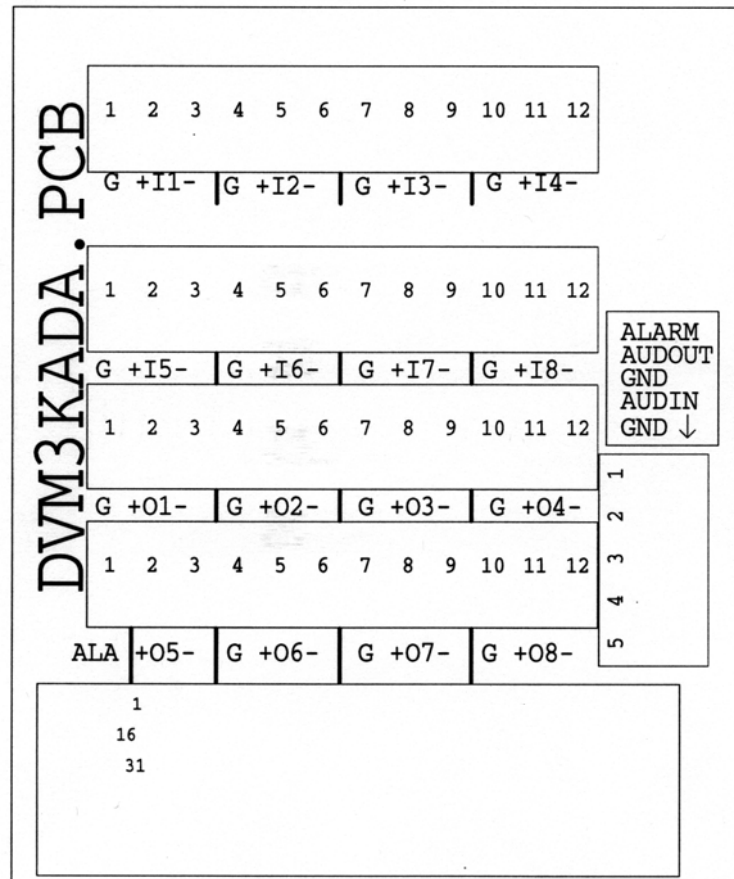 DVM3KADA.PCB
1 2 3 4 5 6 7 8 9 10 11 12
G +I1- G +I2- G +I3- G +I4-
1 2 3 4 5 6 7 8 9 10 11 12
G +I5- G +I6- G +I7- G +I8-
1 2 3 4 5 6 7 8 9 10 11 12
G +O1- G +O2- G +O3- G +O4-
1 2 3 4 5 6 7 8 9 10 11 12
ALA +O5- G +O6- G +O7- G +O8-
ALARM
AUDOUT
GND
AUDIN
GND ↓
1
2
3
4
5
1
16
31